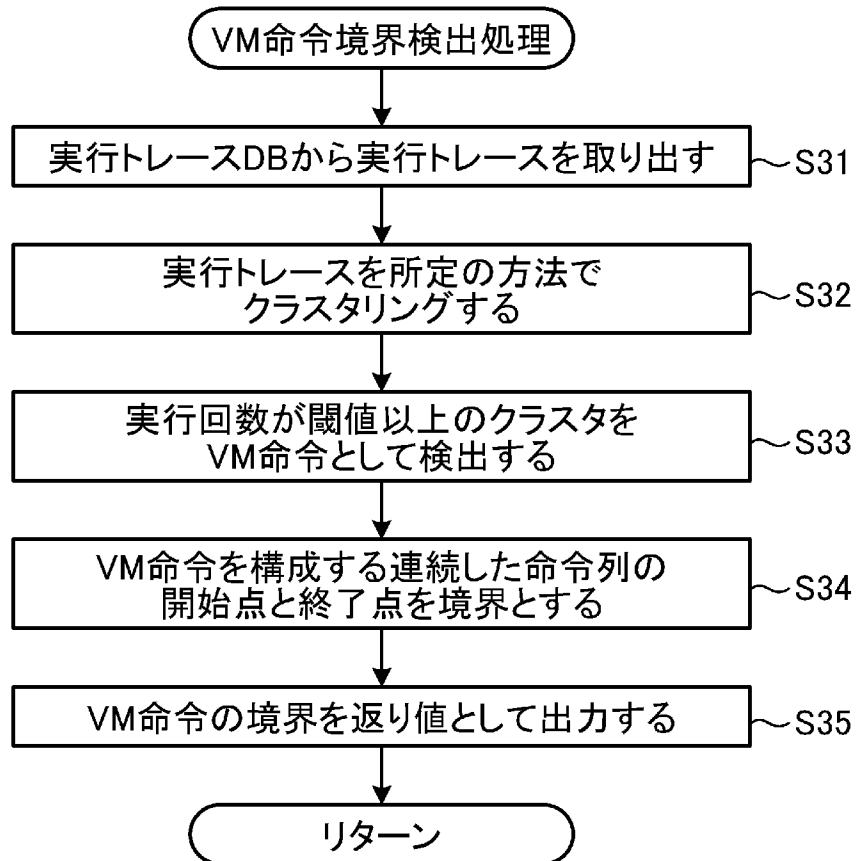 VM命令境界検出処理
実行トレースDBから実行トレースを取り出す
S31
実行トレースを所定の方法で
クラスタリングする
S32
実行回数が閾値以上のクラスタを
VM命令として検出する
S33
VM命令を構成する連続した命令列の
開始点と終了点を境界とする
S34
VM命令の境界を返り値として出力する
S35
リターン